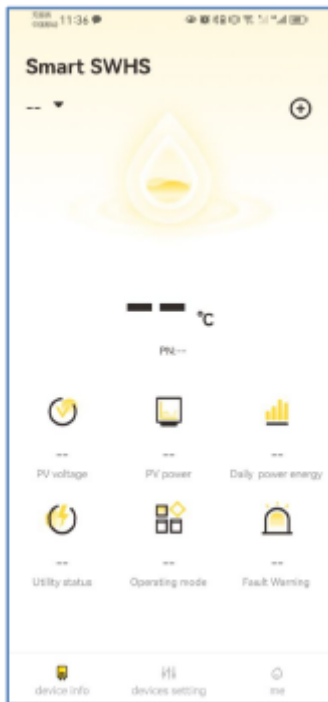 11:36
Smart SWHS
--
-- °C
PN:--
-- -- --
PV voltage PV power Daily power energy
-- -- --
Utility status Operating mode Fault Warning
device info devices setting me